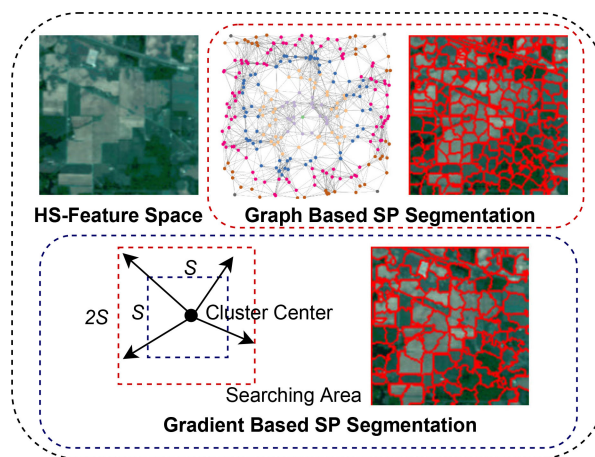 HS-Feature Space
Graph Based SP Segmentation
S
S
2S
Cluster Center
Searching Area
Gradient Based SP Segmentation